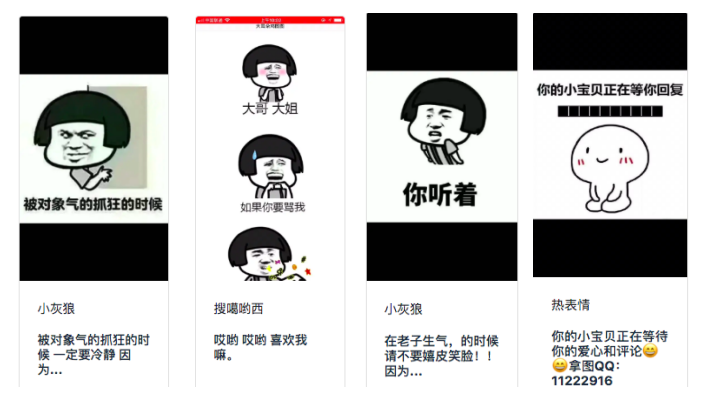 被对象气的抓狂的时候
小灰狼
被对象气的抓狂的时
候 一定要冷静 因
为...
大哥 大姐
如果你要骂我
搜噶哟西
哎哟 哎哟 喜欢我
嘛。
你听着
小灰狼
在老子生气，的时候
请不要嬉皮笑脸！！
因为...
你的小宝贝正在等你回复
热表情
你的小宝贝正在等待
你的爱心和评论😄
😄拿图QQ：
11222916